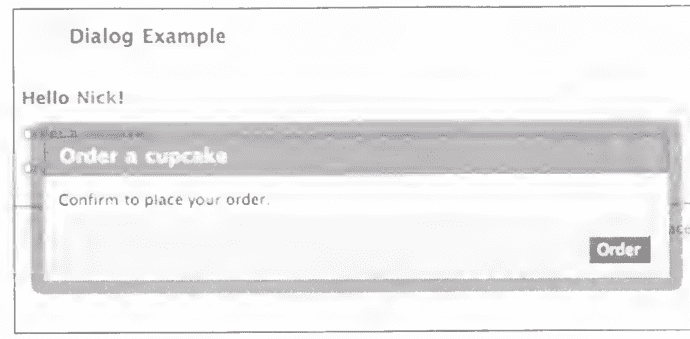 Dialog Example
Hello Nick!
Order a cupcake
Confirm to place your order.
Order